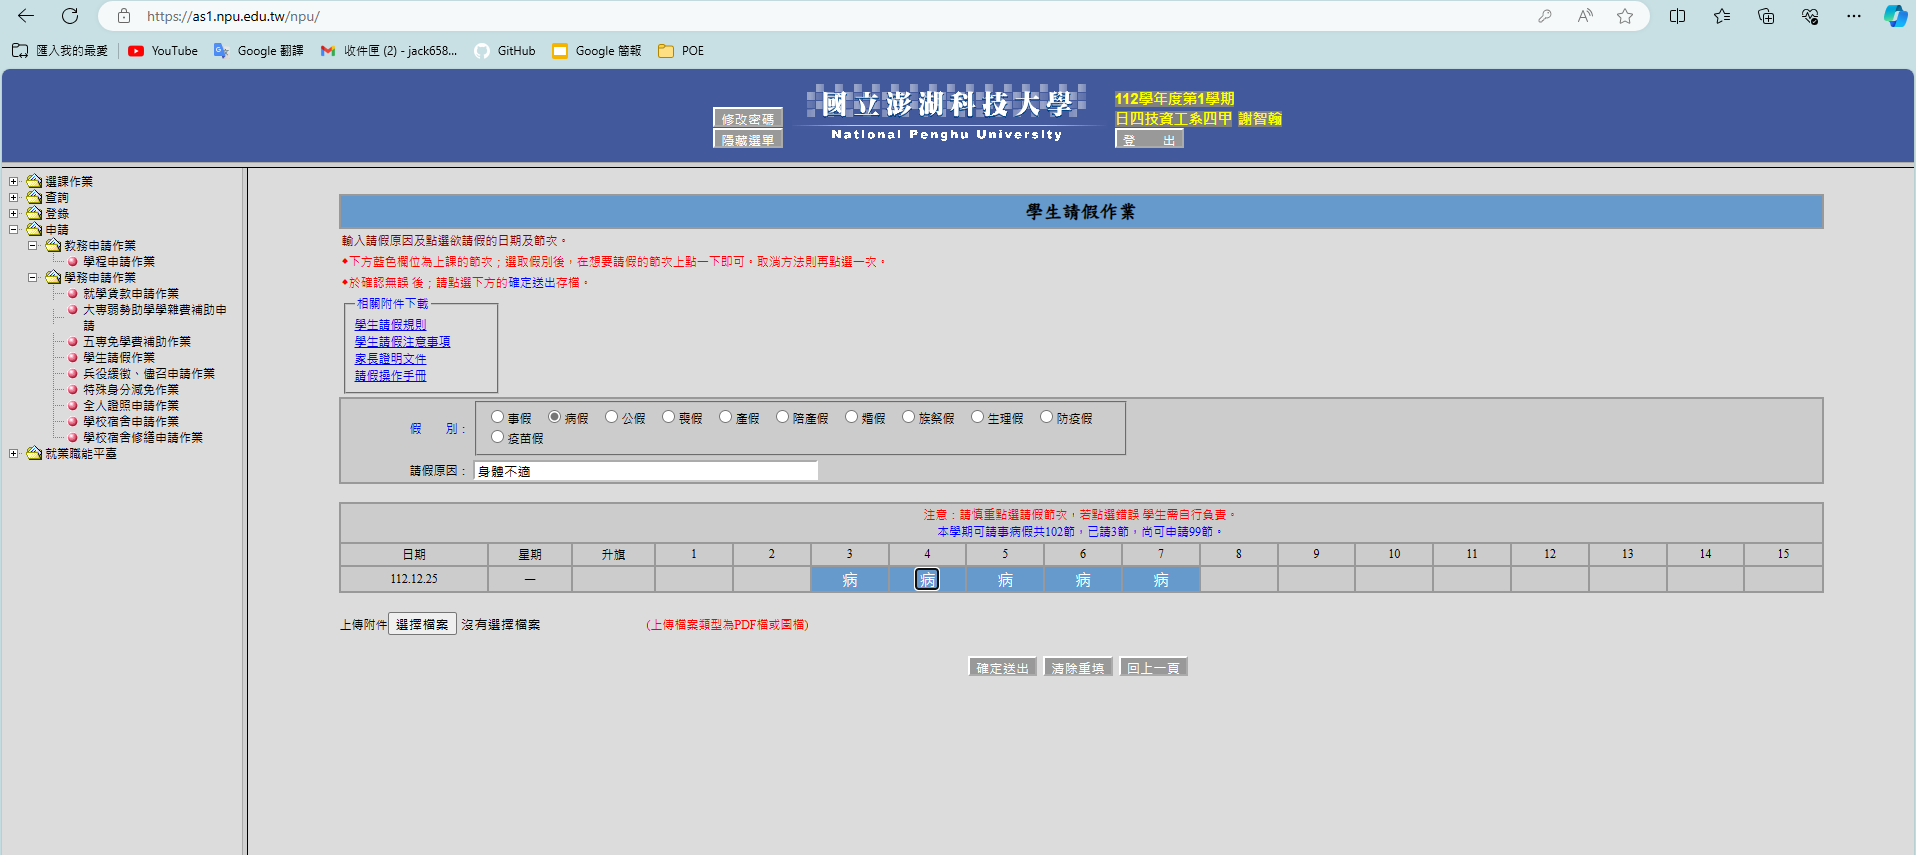 https://as1.npu.edu.tw/npu/
匯入我的最愛 YouTube Google 翻譯 收件匣 (2) - jack658... GitHub Google 簡報 POE
修改密碼
隱藏選單
國立澎湖科技大學
National Penghu University
112學年度第1學期
日四技資工系四甲 謝智翰
登 出
選課作業
查詢
登錄
申請
教務申請作業
學程申請作業
學務申請作業
就學貸款申請作業
大專弱勢助學學雜費補助申
請
五專免學費補助作業
學生請假作業
兵役緩徵、儘召申請作業
特殊身分減免作業
全人證照申請作業
學校宿舍申請作業
學校宿舍修繕申請作業
就業職能平臺
學生請假作業
輸入請假原因及點選欲請假的日期及節次。
◆下方藍色欄位為上課的節次；選取假別後，在想要請假的節次上點一下即可。取消方法則再點選一次。
◆於確認無誤 後；請點選下方的確定送出存檔。
相關附件下載
學生請假規則
學生請假注意事項
家長證明文件
請假操作手冊
假 別： 事假 病假 公假 喪假 產假 陪產假 婚假 族祭假 生理假 防疫假
疫苗假
請假原因： 身體不適
注意：請慎重點選請假節次，若點選錯誤 學生需自行負責。
本學期可請事病假共102節，已請3節，尚可申請99節。
日期 星期 升旗 1 2 3 4 5 6 7 8 9 10 11 12 13 14 15
112.12.25 一 病 病 病 病 病
上傳附件 選擇檔案 沒有選擇檔案 (上傳檔案類型為PDF檔或圖檔)
確定送出 清除重填 回上一頁